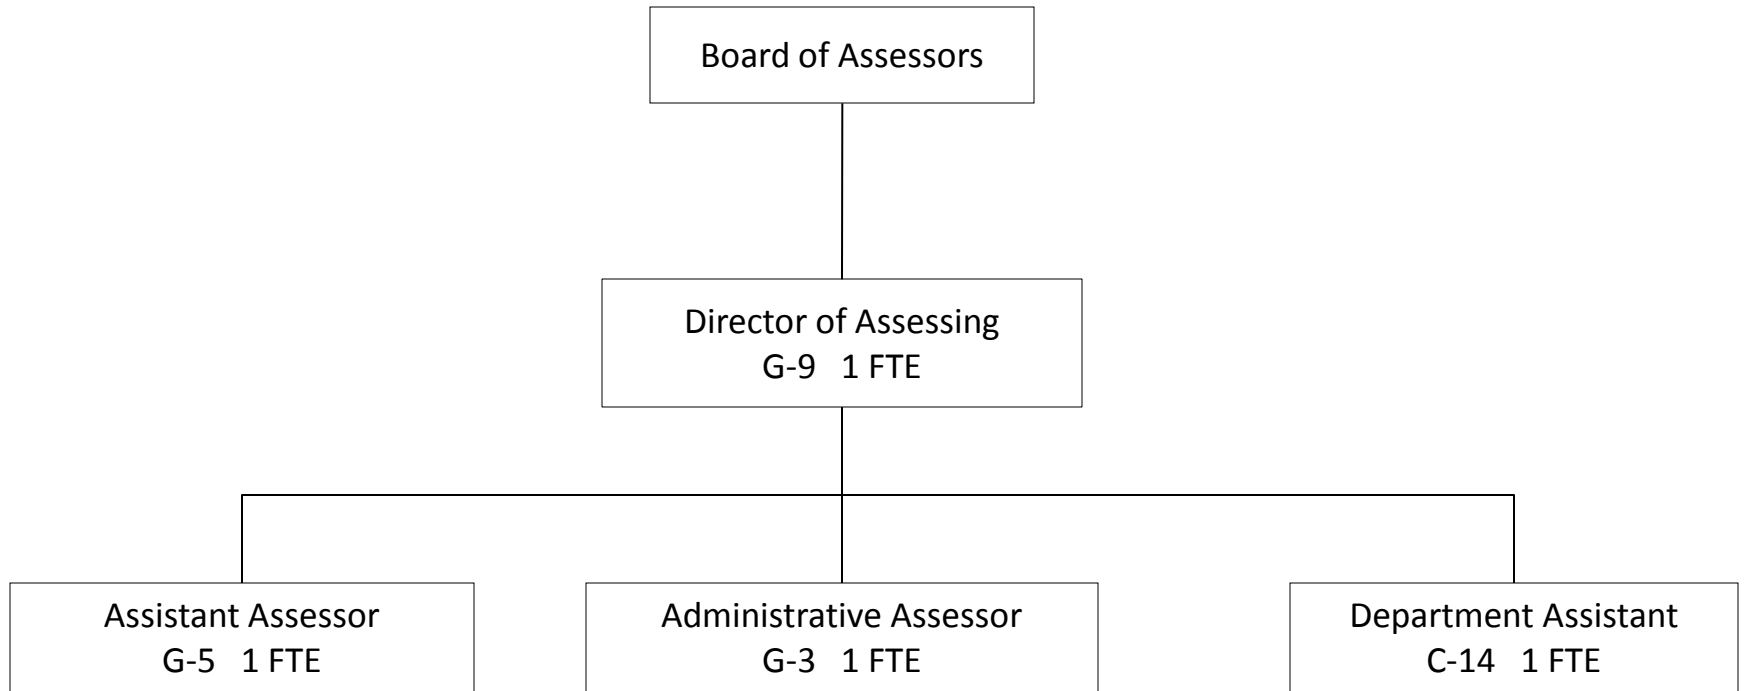 Board of Assessors
Director of Assessing
G-9   1 FTE
Assistant Assessor
G-5   1 FTE
Administrative Assessor
G-3   1 FTE
Department Assistant
C-14   1 FTE